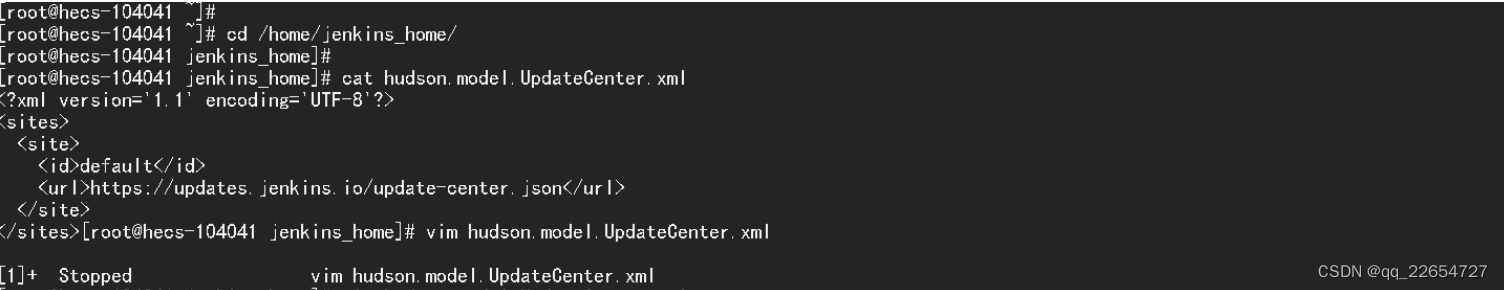 [root@hecs-104041 ~]#
[root@hecs-104041 ~]# cd /home/jenkins_home/
[root@hecs-104041 jenkins_home]#
[root@hecs-104041 jenkins_home]# cat hudson.model.UpdateCenter.xml
<?xml version='1.1' encoding='UTF-8'?>
<sites>
  <site>
    <id>default</id>
    <url>https://updates.jenkins.io/update-center.json</url>
  </site>
</sites>[root@hecs-104041 jenkins_home]# vim hudson.model.UpdateCenter.xml
[1]+  Stopped                 vim hudson.model.UpdateCenter.xml
CSDN @qq_22654727